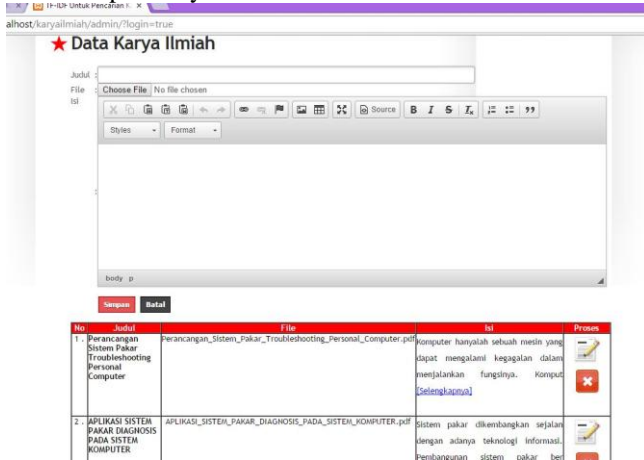 TF-IDF Untuk Pencarian K
alhost/karyailmiah/admin/?login=true
Data Karya Ilmiah
Judul :
File : Choose File No file chosen
Isi
Source B I S Tx
Styles Format
:
body p
Simpan Batal
No Judul File Isi Proses
1 . Perancangan Sistem Pakar Troubleshooting Personal Computer
Perancangan_Sistem_Pakar_Troubleshooting_Personal_Computer.pdf
Komputer hanyalah sebuah mesin yang
dapat mengalami kegagalan dalam
menjalankan fungsinya. Komput
[Selengkapnya]
2 . APLIKASI SISTEM PAKAR DIAGNOSIS PADA SISTEM KOMPUTER
APLIKASI_SISTEM_PAKAR_DIAGNOSIS_PADA_SISTEM_KOMPUTER.pdf
Sistem pakar dikembangkan sejalan
dengan adanya teknologi informasi.
Pembangunan sistem pakar ber